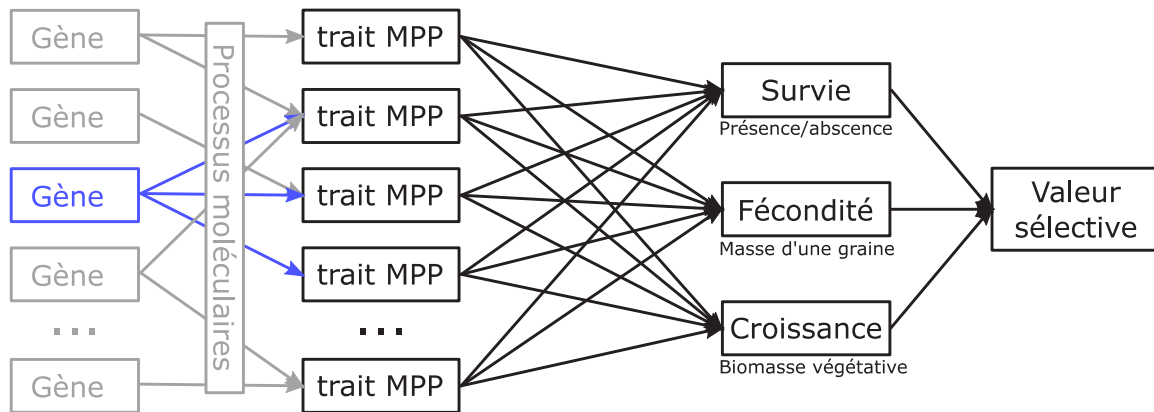 Gène
Gène
Gène
Gène
...
Gène
Processus moléculaires
trait MPP
trait MPP
trait MPP
trait MPP
...
trait MPP
Survie
Présence/abscence
Fécondité
Masse d'une graine
Croissance
Biomasse végétative
Valeur
sélective